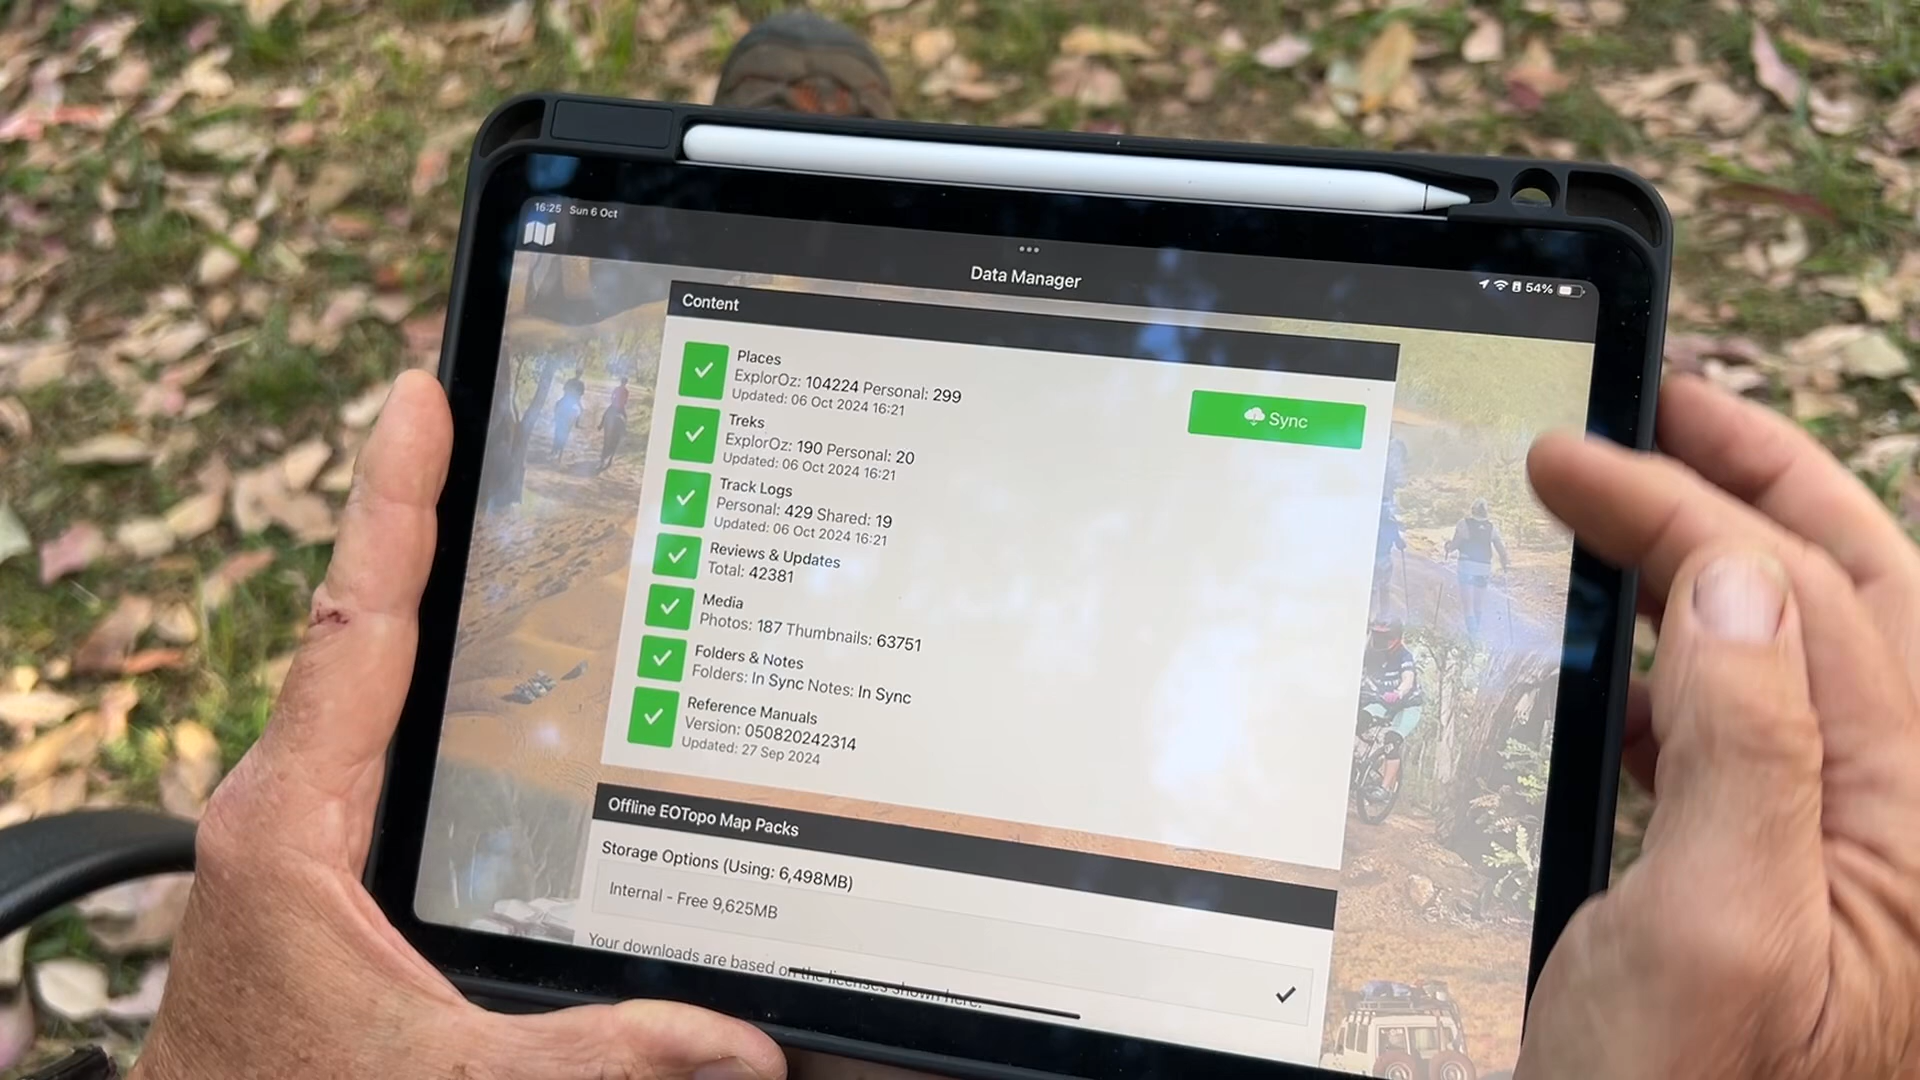 16:25 Sun 6 Oct
54%
Data Manager
Content
Places
ExplorOz: 104224 Personal: 299
Updated: 06 Oct 2024 16:21
Sync
Treks
ExplorOz: 190 Personal: 20
Updated: 06 Oct 2024 16:21
Track Logs
Personal: 429 Shared: 19
Updated: 06 Oct 2024 16:21
Reviews & Updates
Total: 42381
Media
Photos: 187 Thumbnails: 63751
Folders & Notes
Folders: In Sync Notes: In Sync
Reference Manuals
Version: 050820242314
Updated: 27 Sep 2024
Offline EOTopo Map Packs
Storage Options (Using: 6,498MB)
Internal - Free 9,625MB
Your downloads are based on the licenses shown here.